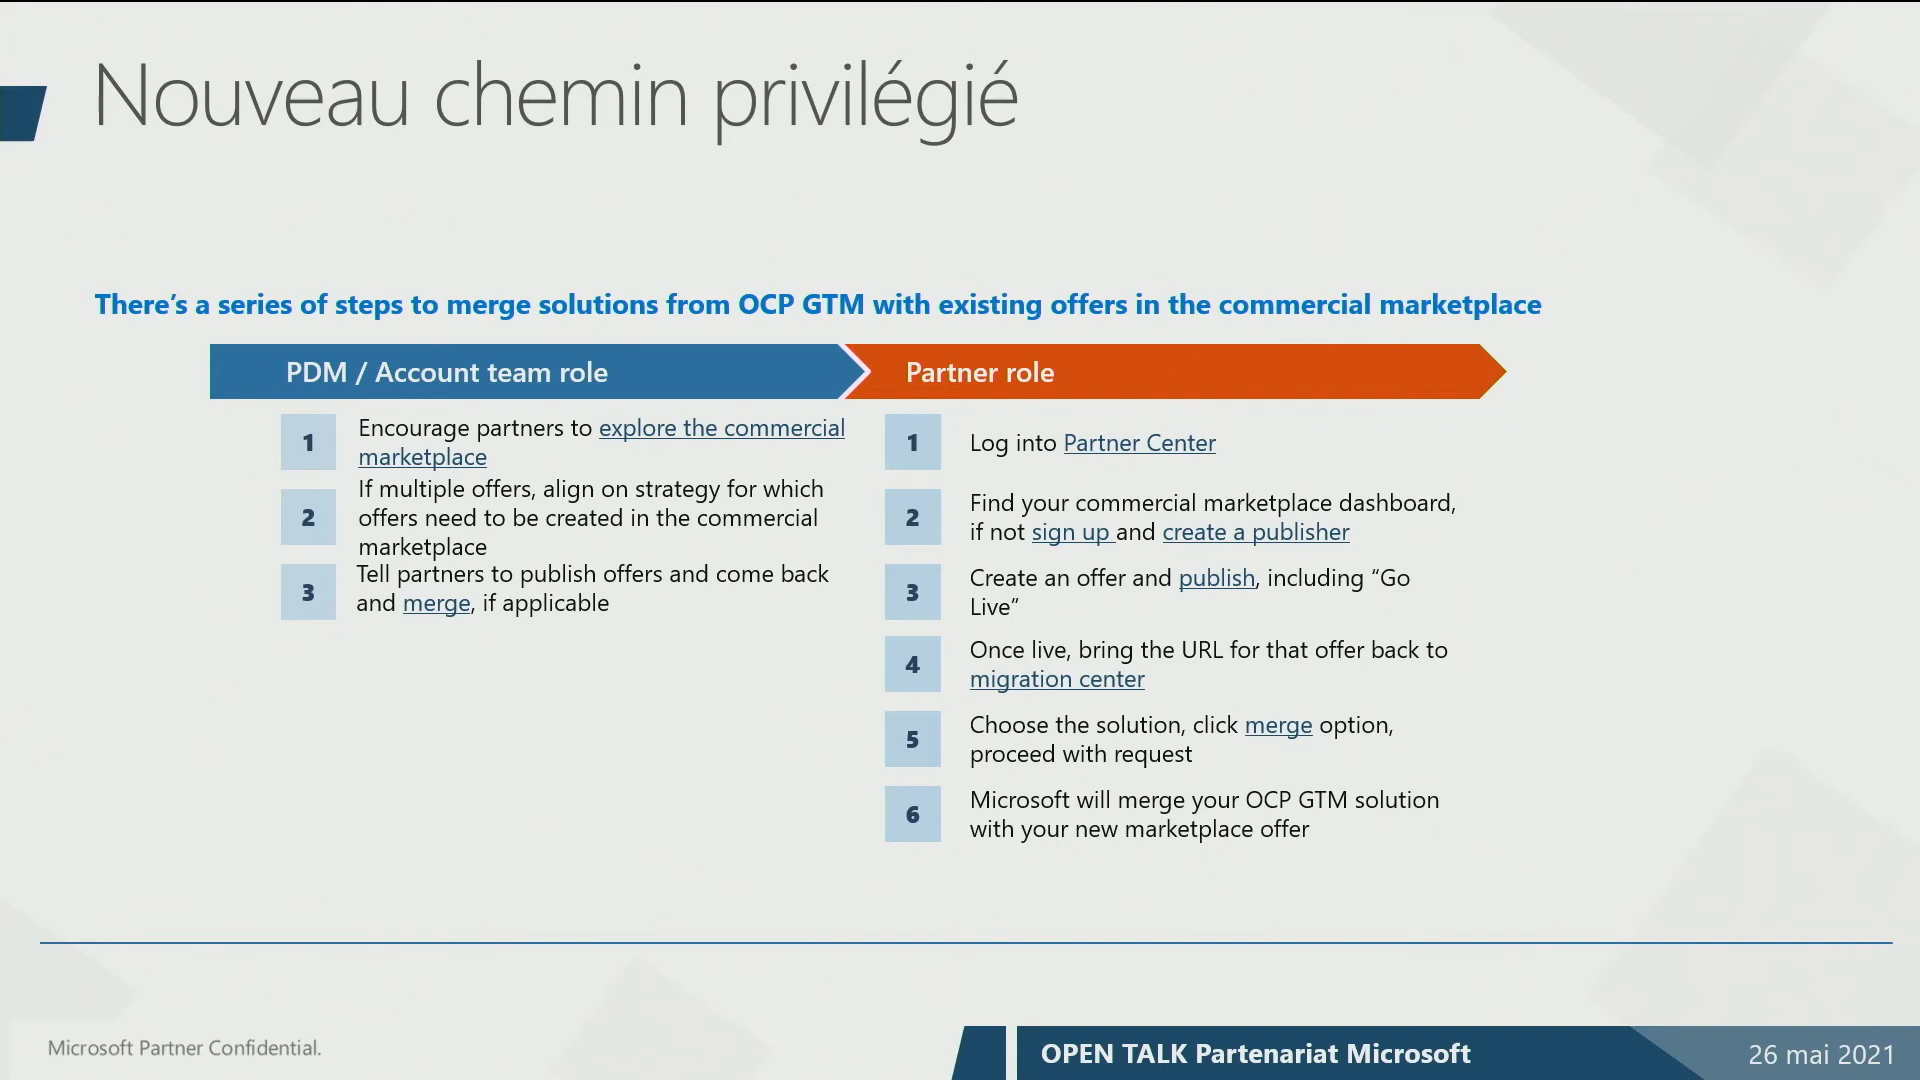 Nouveau chemin privilégié
There’s a series of steps to merge solutions from OCP GTM with existing offers in the commercial marketplace
PDM / Account team role
1
Encourage partners to explore the commercial
marketplace
2
If multiple offers, align on strategy for which
offers need to be created in the commercial
marketplace
3
Tell partners to publish offers and come back
and merge, if applicable
Partner role
1
Log into Partner Center
2
Find your commercial marketplace dashboard,
if not sign up and create a publisher
3
Create an offer and publish, including “Go
Live”
4
Once live, bring the URL for that offer back to
migration center
5
Choose the solution, click merge option,
proceed with request
6
Microsoft will merge your OCP GTM solution
with your new marketplace offer
Microsoft Partner Confidential.
OPEN TALK Partenariat Microsoft
26 mai 2021